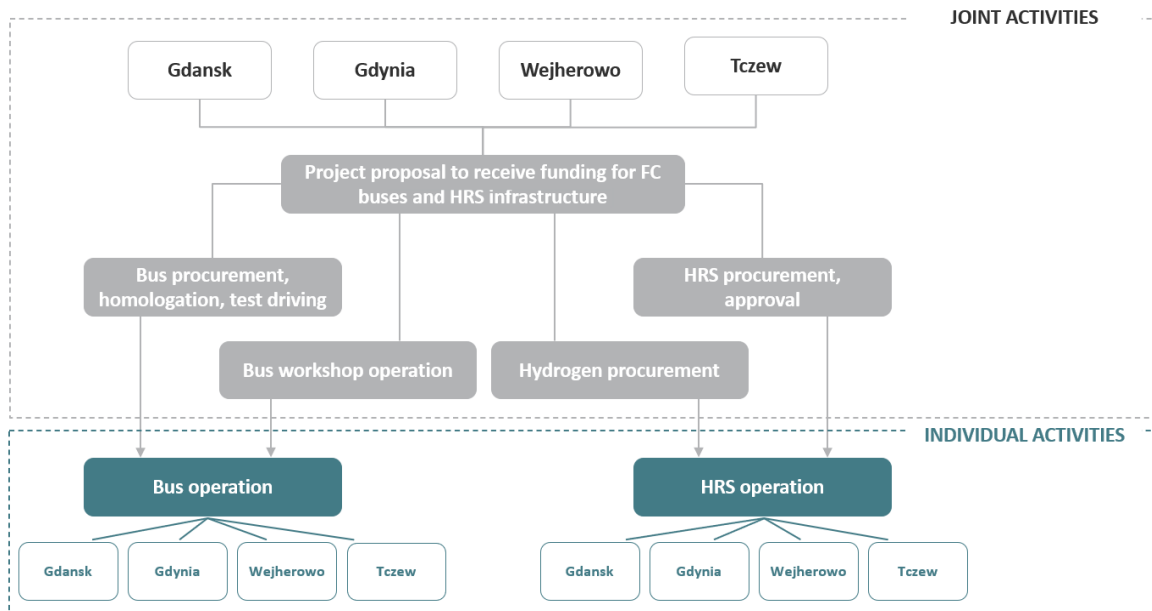 JOINT ACTIVITIES
Gdansk
Gdynia
Wejherowo
Tczew
Project proposal to receive funding for FC
buses and HRS infrastructure
Bus procurement,
homologation, test driving
HRS procurement,
approval
Bus workshop operation
Hydrogen procurement
INDIVIDUAL ACTIVITIES
Bus operation
HRS operation
Gdansk
Gdynia
Wejherowo
Tczew
Gdansk
Gdynia
Wejherowo
Tczew